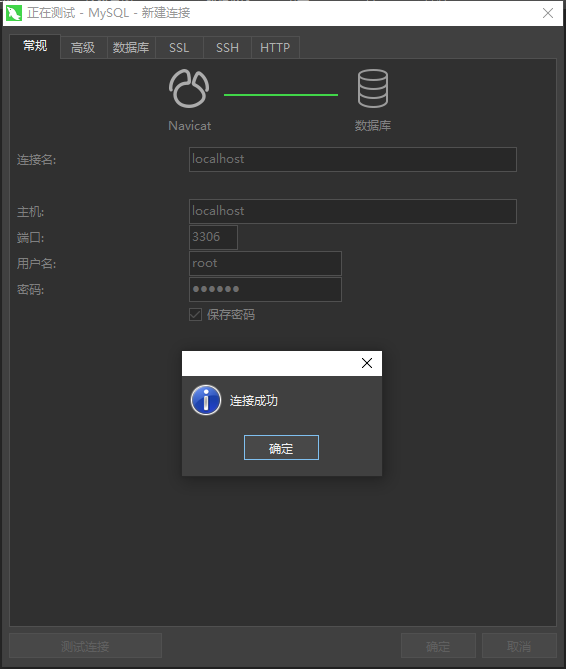 正在测试 - MySQL - 新建连接
常规 高级 数据库 SSL SSH HTTP
Navicat 数据库
连接名: localhost
主机: localhost
端口: 3306
用户名: root
密码: ●●●●●●
保存密码
连接成功
确定
测试连接 确定 取消